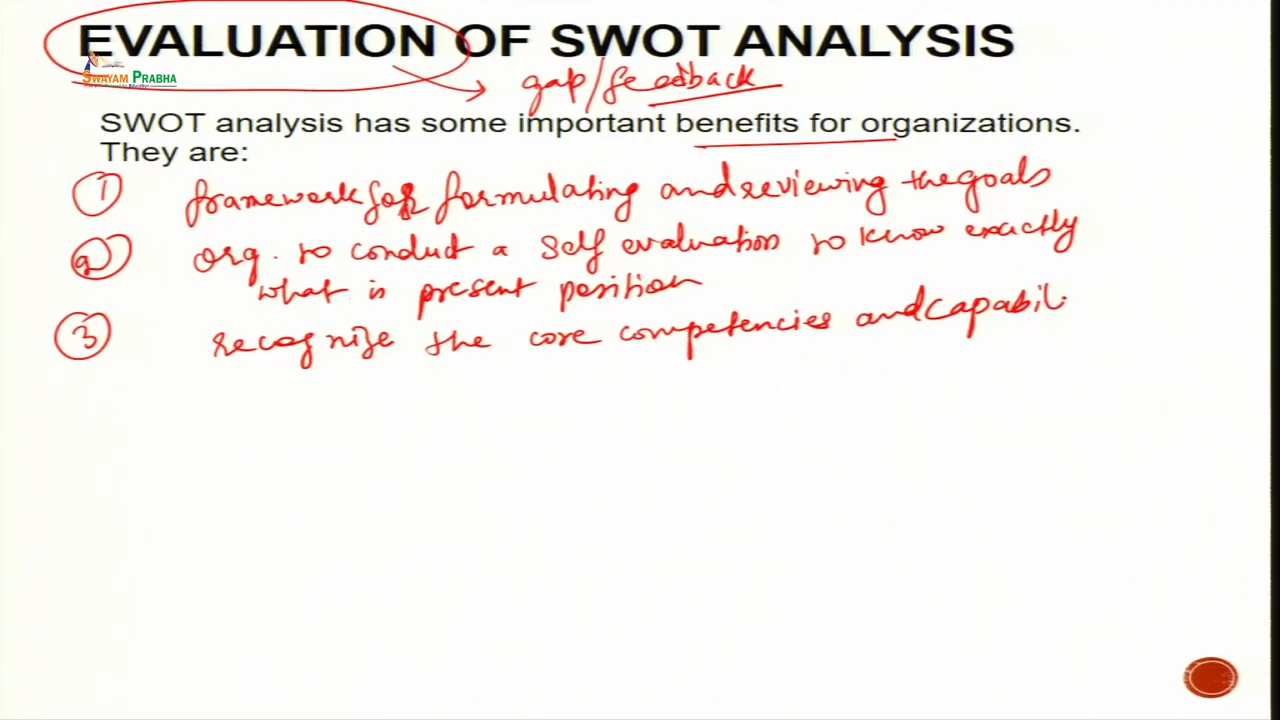 EVALUATION OF SWOT ANALYSIS
SWAYAM PRABHA
gap/feedback
SWOT analysis has some important benefits for organizations.
They are:
1 framework for formulating and reviewing the goals
2 org. to conduct a self evaluation to know exactly
what is present position
3 recognize the core competencies and capabil